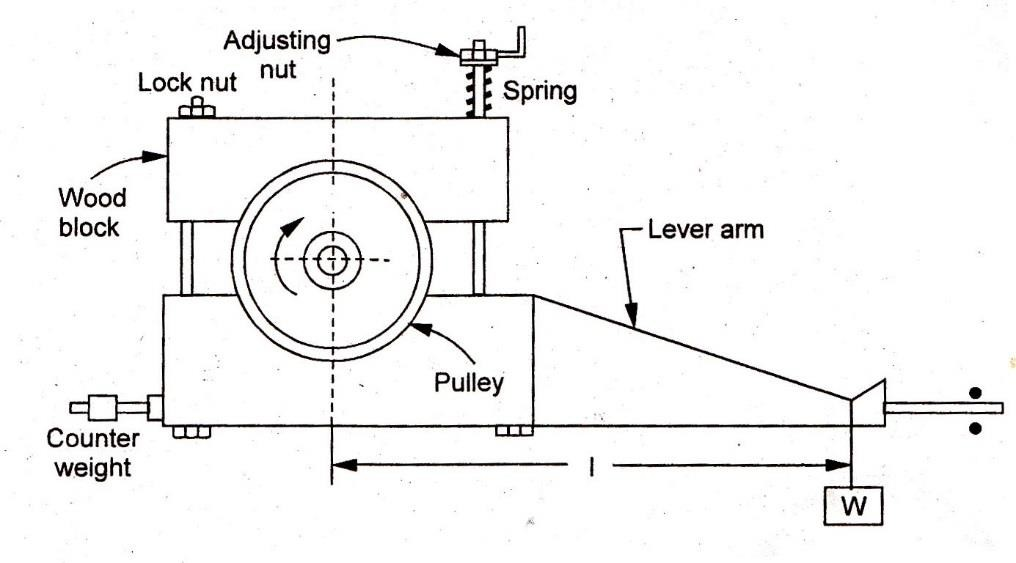 Adjusting
nut
Lock nut
Spring
Wood
block
Lever arm
Pulley
Counter
weight
l
W